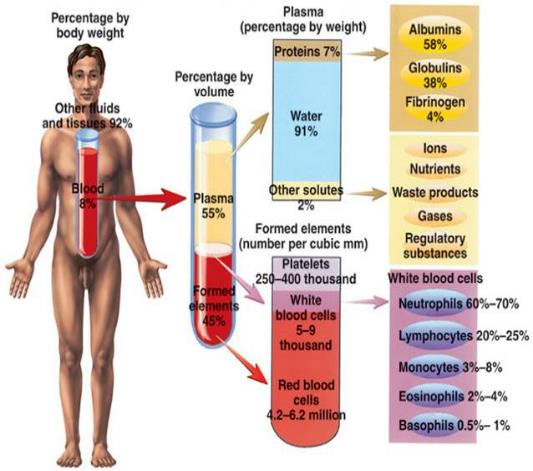 Percentage by
body weight
Other fluids
and tissues 92%
Blood
8%
Percentage by
volume
Plasma
55%
Formed
elements
45%
Plasma
(percentage by weight)
Proteins 7%
Water
91%
Other solutes
2%
Albumins
58%
Globulins
38%
Fibrinogen
4%
Ions
Nutrients
Waste products
Gases
Regulatory
substances
Formed elements
(number per cubic mm)
Platelets
250–400 thousand
White
blood cells
5–9
thousand
Red blood
cells
4.2–6.2 million
White blood cells
Neutrophils 60%–70%
Lymphocytes 20%–25%
Monocytes 3%–8%
Eosinophils 2%–4%
Basophils 0.5%– 1%